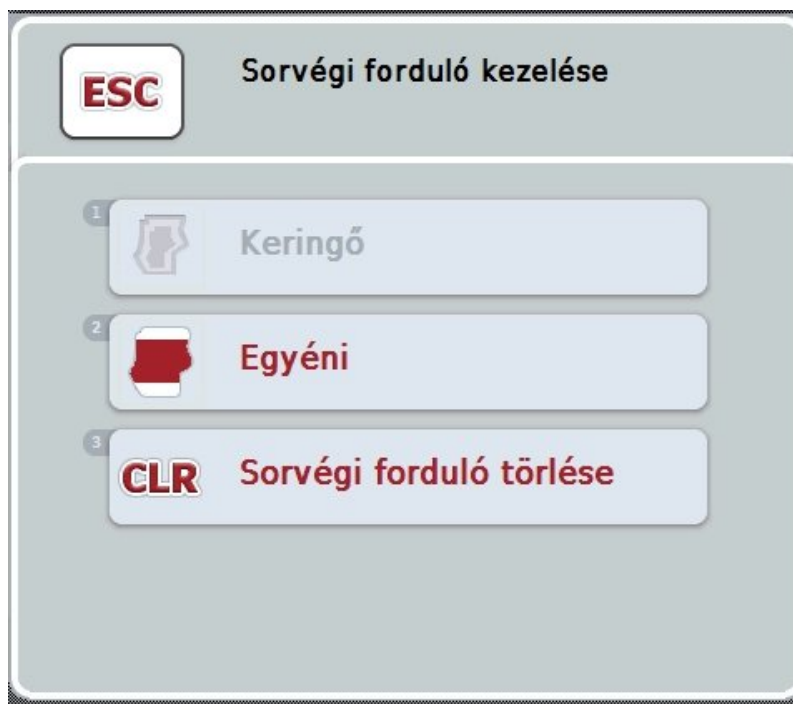 ESC
Sorvégi forduló kezelése
1
Keringő
2
Egyéni
3
CLR
Sorvégi forduló törlése